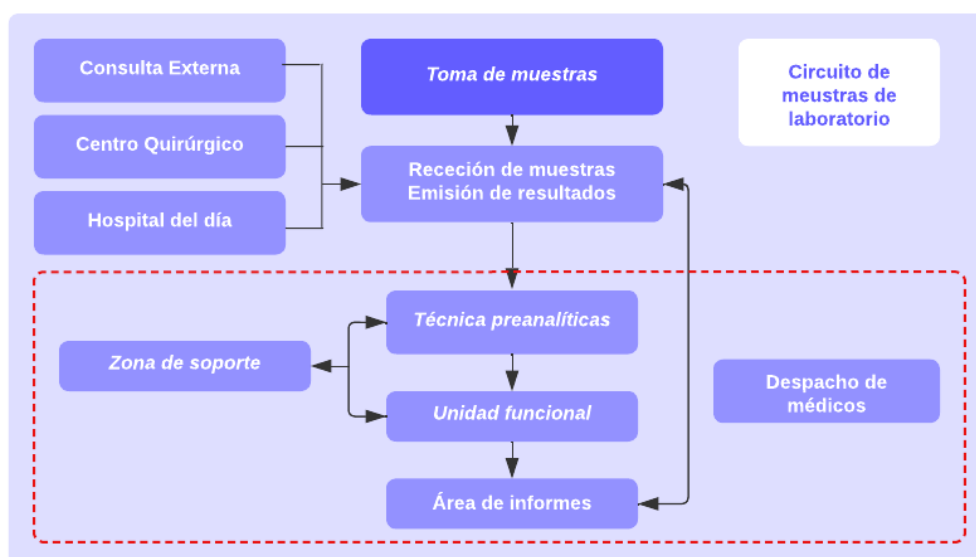 Consulta Externa
Centro Quirúrgico
Hospital del día
Toma de muestras
Circuito de
meustras de
laboratorio
Receción de muestras
Emisión de resultados
Técnica preanalíticas
Zona de soporte
Unidad funcional
Área de informes
Despacho de
médicos